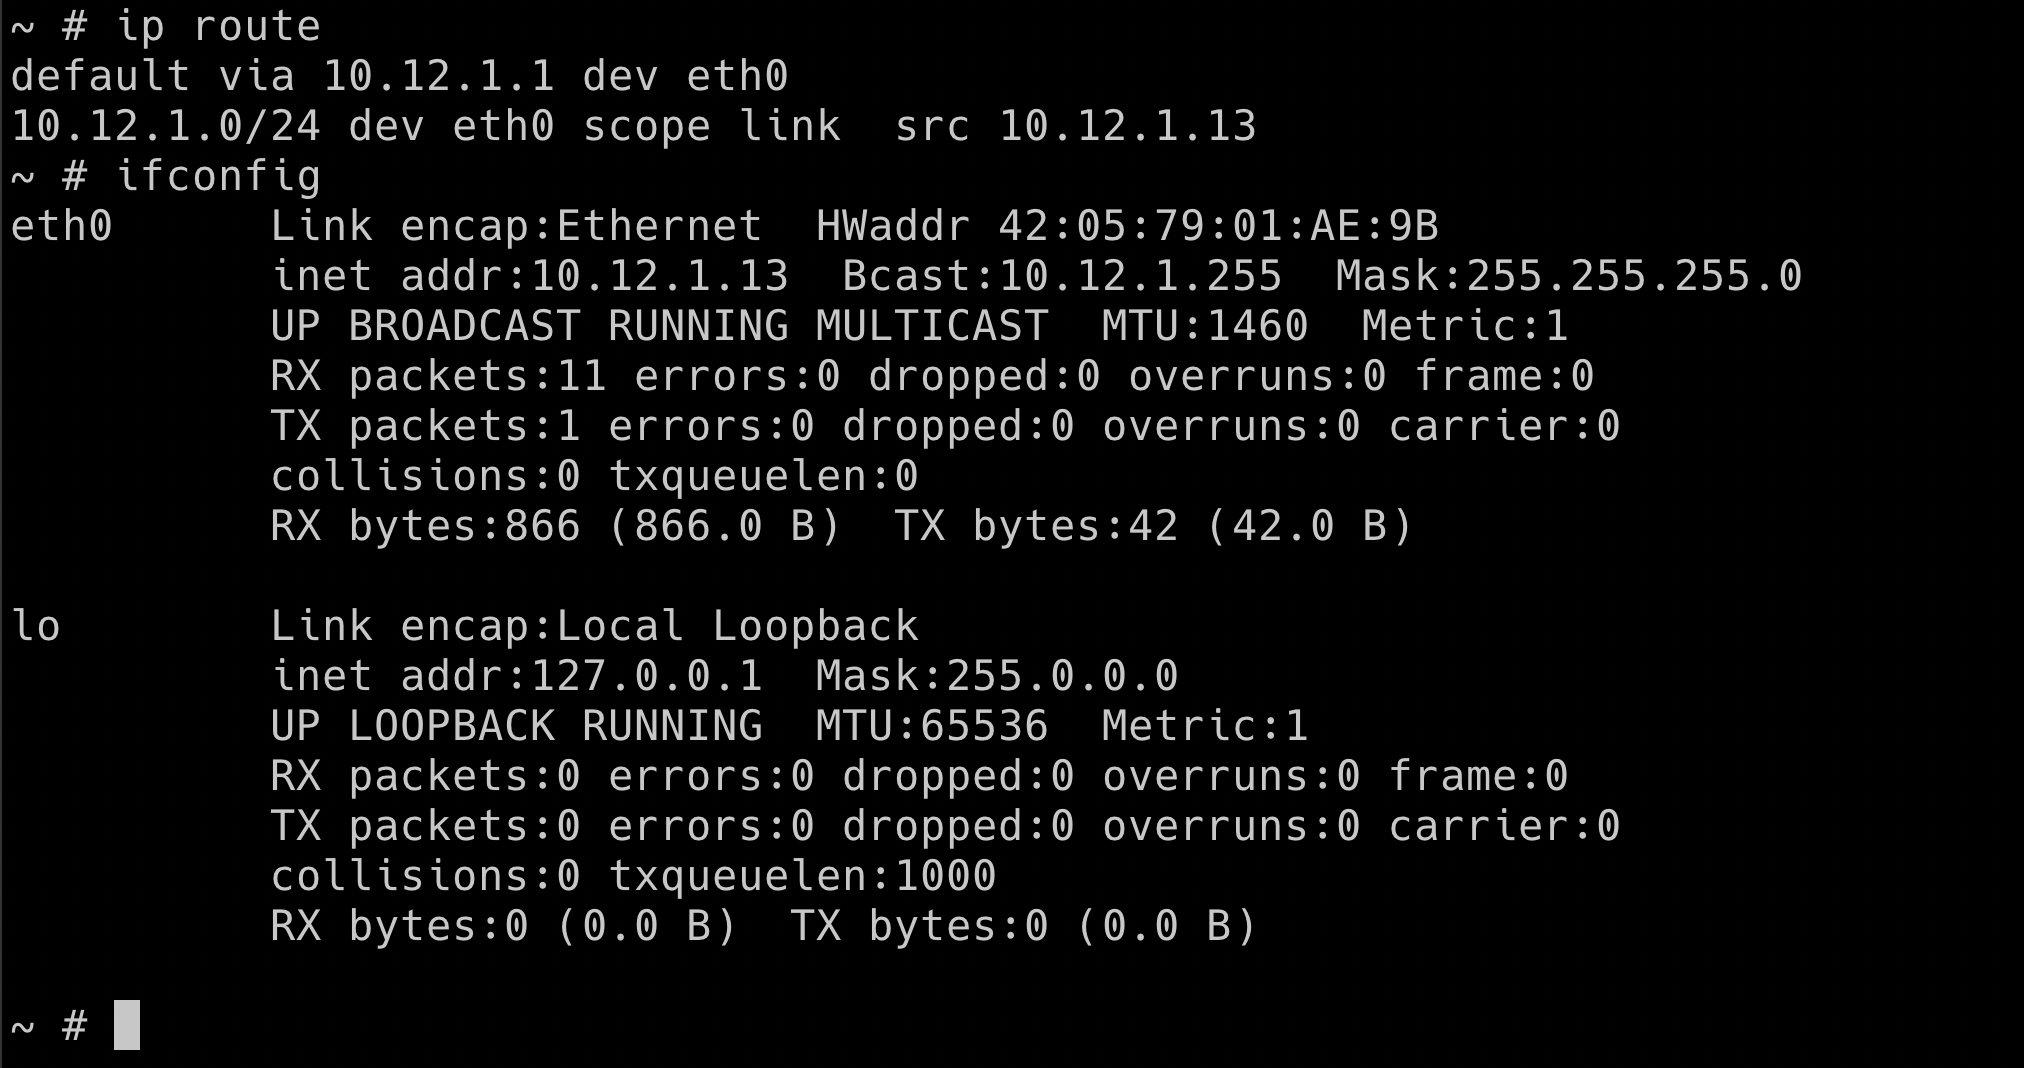 ~ # ip route
default via 10.12.1.1 dev eth0
10.12.1.0/24 dev eth0 scope link  src 10.12.1.13
~ # ifconfig
eth0      Link encap:Ethernet  HWaddr 42:05:79:01:AE:9B
          inet addr:10.12.1.13  Bcast:10.12.1.255  Mask:255.255.255.0
          UP BROADCAST RUNNING MULTICAST  MTU:1460  Metric:1
          RX packets:11 errors:0 dropped:0 overruns:0 frame:0
          TX packets:1 errors:0 dropped:0 overruns:0 carrier:0
          collisions:0 txqueuelen:0
          RX bytes:866 (866.0 B)  TX bytes:42 (42.0 B)

lo        Link encap:Local Loopback
          inet addr:127.0.0.1  Mask:255.0.0.0
          UP LOOPBACK RUNNING  MTU:65536  Metric:1
          RX packets:0 errors:0 dropped:0 overruns:0 frame:0
          TX packets:0 errors:0 dropped:0 overruns:0 carrier:0
          collisions:0 txqueuelen:1000
          RX bytes:0 (0.0 B)  TX bytes:0 (0.0 B)

~ #